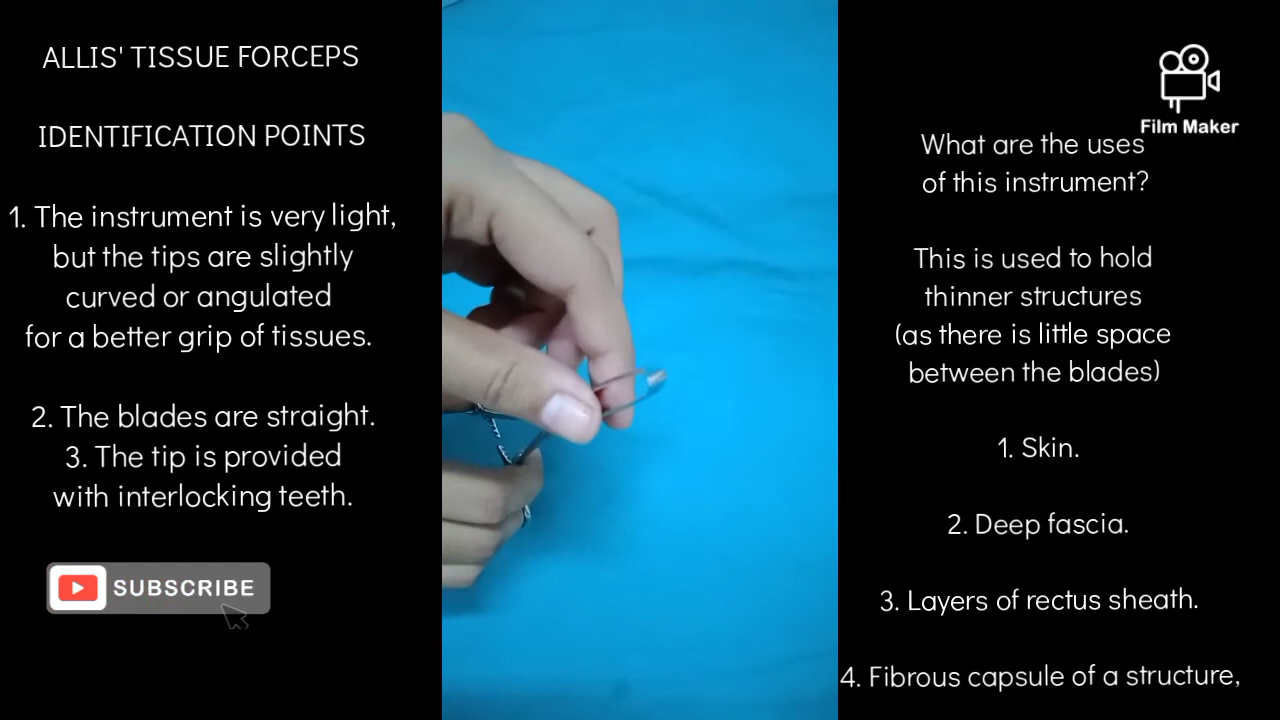 ALLIS' TISSUE FORCEPS
IDENTIFICATION POINTS
1. The instrument is very light,
but the tips are slightly
curved or angulated
for a better grip of tissues.
2. The blades are straight.
3. The tip is provided
with interlocking teeth.
SUBSCRIBE
Film Maker
What are the uses
of this instrument?
This is used to hold
thinner structures
(as there is little space
between the blades)
1. Skin.
2. Deep fascia.
3. Layers of rectus sheath.
4. Fibrous capsule of a structure,